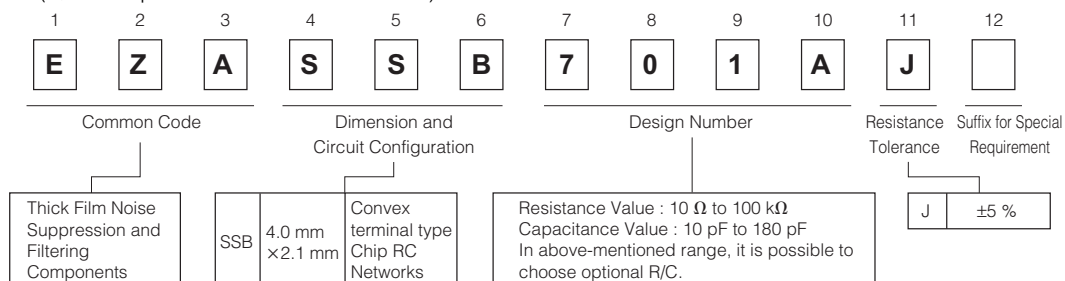 1 2 3 4 5 6 7 8 9 10 11 12
E Z A S S B 7 0 1 A J
Common Code
Dimension and
Circuit Configuration
Design Number
Resistance
Tolerance
Suffix for Special
Requirement
Thick Film Noise
Suppression and
Filtering
Components
SSB
4.0 mm
×2.1 mm
Convex
terminal type
Chip RC
Networks
Resistance Value : 10 Ω to 100 kΩ
Capacitance Value : 10 pF to 180 pF
In above-mentioned range, it is possible to
choose optional R/C.
J ±5 %